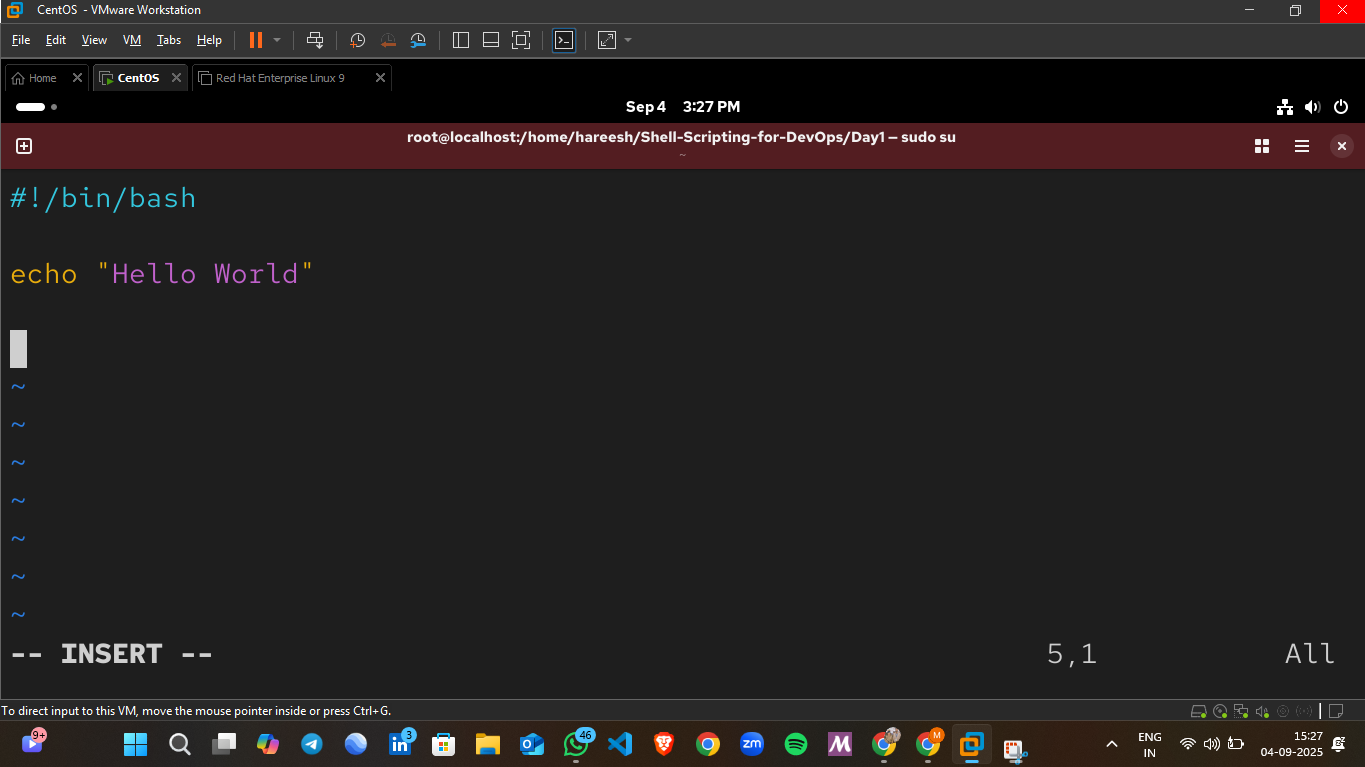 CentOS - VMware Workstation
File Edit View VM Tabs Help
Home CentOS Red Hat Enterprise Linux 9
Sep 4 3:27 PM
root@localhost:/home/hareesh/Shell-Scripting-for-DevOps/Day1 — sudo su
~
#!/bin/bash
echo "Hello World"
~
~
~
~
~
~
~
-- INSERT -- 5,1 All
To direct input to this VM, move the mouse pointer inside or press Ctrl+G.
9+ 3 46 zm M M
ENG
IN
15:27
04-09-2025